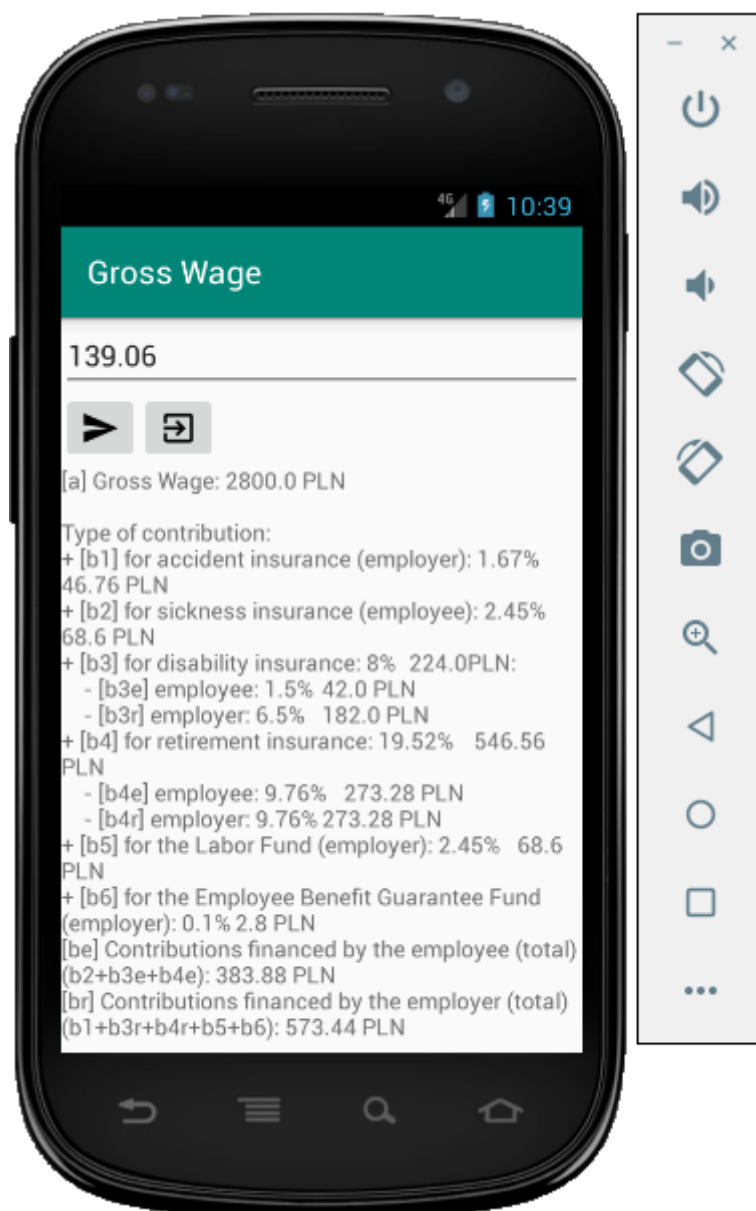 4G 10:39
Gross Wage
139.06
[a] Gross Wage: 2800.0 PLN
Type of contribution:
+ [b1] for accident insurance (employer): 1.67%
46.76 PLN
+ [b2] for sickness insurance (employee): 2.45%
68.6 PLN
+ [b3] for disability insurance: 8% 224.0PLN:
- [b3e] employee: 1.5% 42.0 PLN
- [b3r] employer: 6.5% 182.0 PLN
+ [b4] for retirement insurance: 19.52% 546.56
PLN
- [b4e] employee: 9.76% 273.28 PLN
- [b4r] employer: 9.76% 273.28 PLN
+ [b5] for the Labor Fund (employer): 2.45% 68.6
PLN
+ [b6] for the Employee Benefit Guarantee Fund
(employer): 0.1% 2.8 PLN
[be] Contributions financed by the employee (total)
(b2+b3e+b4e): 383.88 PLN
[br] Contributions financed by the employer (total)
(b1+b3r+b4r+b5+b6): 573.44 PLN